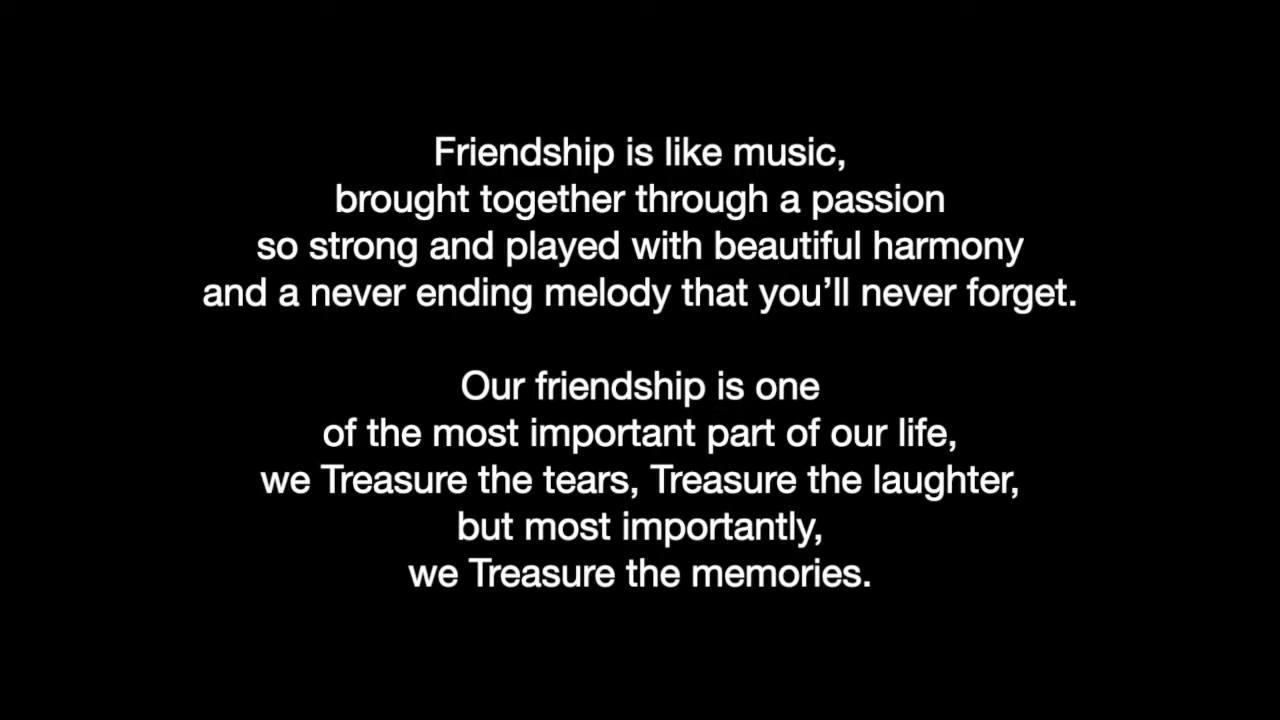 Friendship is like music,
brought together through a passion
so strong and played with beautiful harmony
and a never ending melody that you’ll never forget.
Our friendship is one
of the most important part of our life,
we Treasure the tears, Treasure the laughter,
but most importantly,
we Treasure the memories.